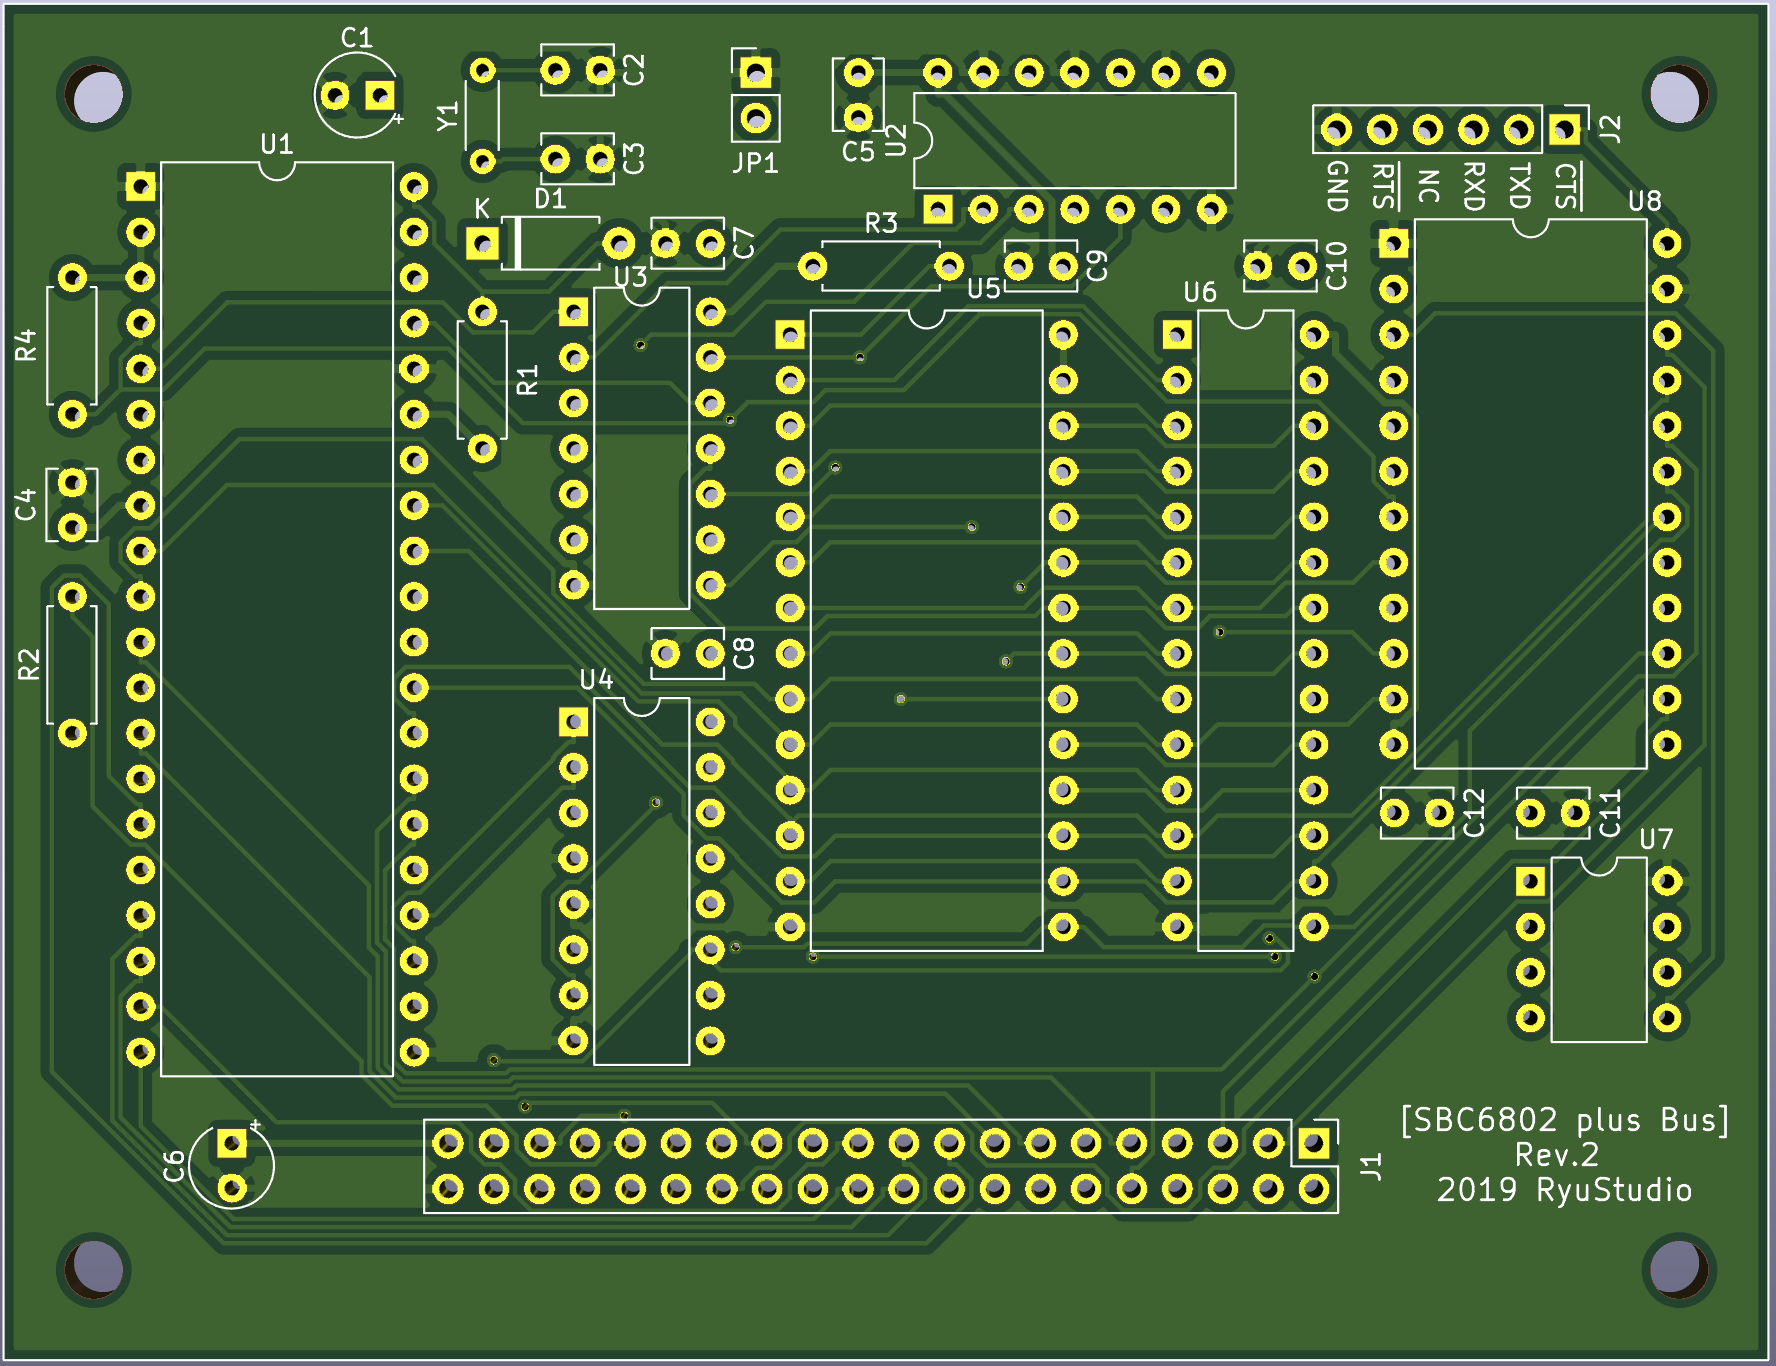 C1
+
C2
Y1
C3
JP1
C5
U2
J2
GND
RTS
NC
RXD
TXD
CTS
U1
K
D1
C7
R3
C9
C10
U8
U3
U5
U6
R4
R1
C4
R2
C8
U4
C12
C11
U7
C6
+
J1
[SBC6802 plus Bus]
Rev.2
2019 RyuStudio